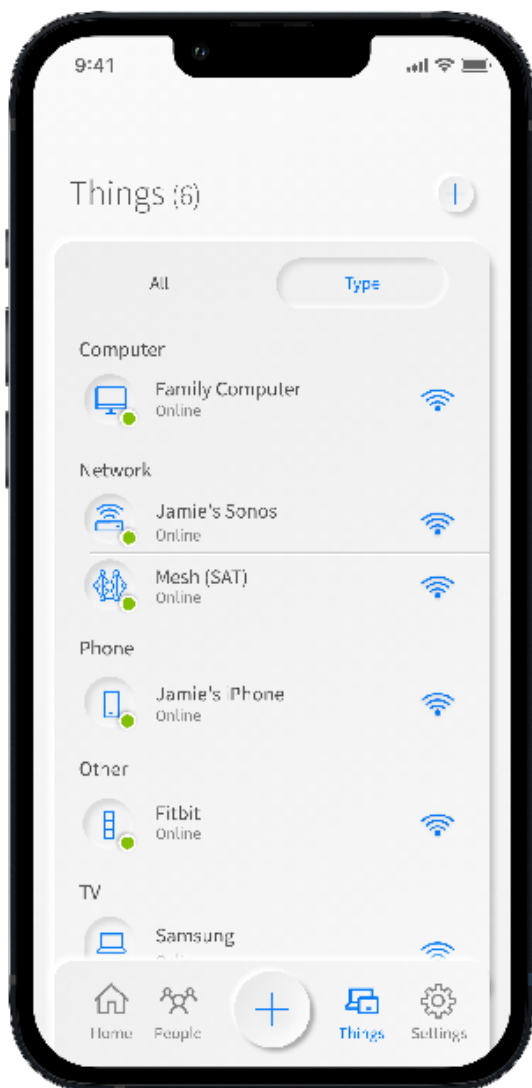 9:41
Things (6)
All
Type
Computer
Family Computer
Online
Network
Jamie's Sonos
Online
Mesh (SAT)
Online
Phone
Jamie's iPhone
Online
Other
Fitbit
Online
TV
Samsung
Home
People
Things
Settings